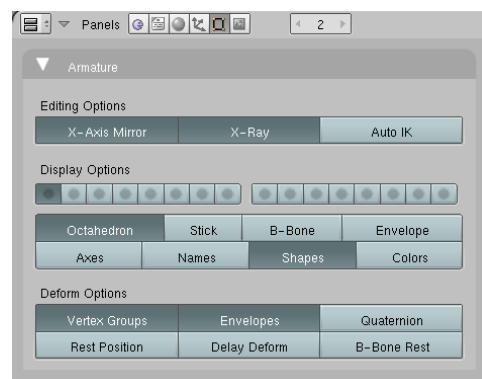 Panels 2
Armature
Editing Options
X-Axis Mirror X-Ray Auto IK
Display Options
Octahedron Stick B-Bone Envelope
Axes Names Shapes Colors
Deform Options
Vertex Groups Envelopes Quaternion
Rest Position Delay Deform B-Bone Rest